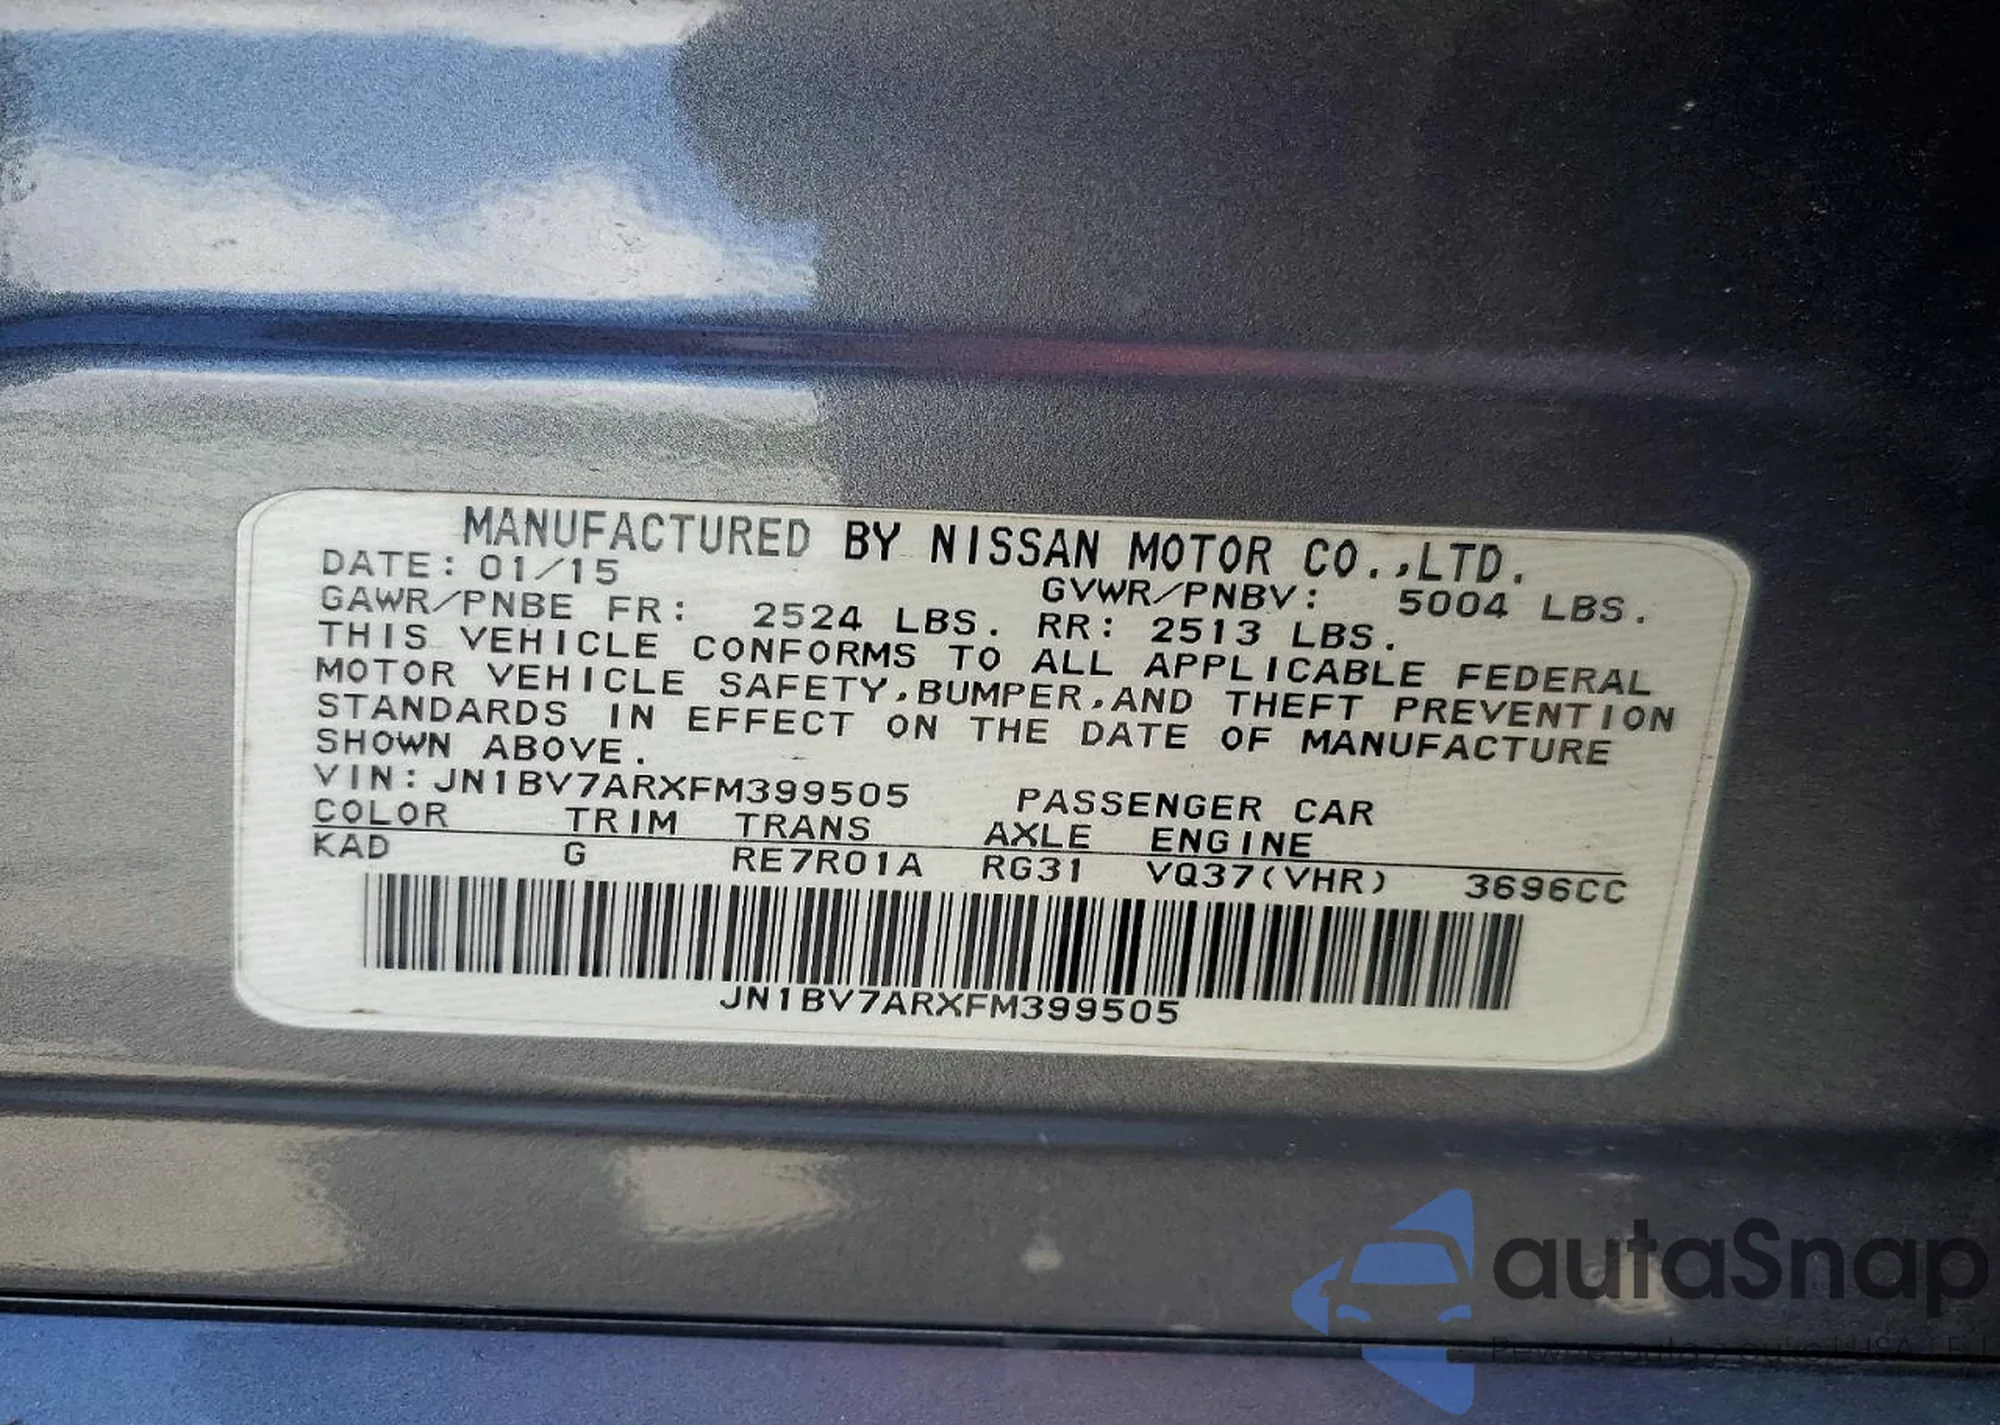 MANUFACTURED BY NISSAN MOTOR CO.,LTD.
DATE: 01/15 GVWR/PNBV: 5004 LBS.
GAWR/PNBE FR: 2524 LBS. RR: 2513 LBS.
THIS VEHICLE CONFORMS TO ALL APPLICABLE FEDERAL
MOTOR VEHICLE SAFETY,BUMPER,AND THEFT PREVENTION
STANDARDS IN EFFECT ON THE DATE OF MANUFACTURE
SHOWN ABOVE.
VIN: JN1BV7ARXFM399505 PASSENGER CAR
COLOR TRIM TRANS AXLE ENGINE
KAD G RE7R01A RG31 VQ37(VHR) 3696CC
JN1BV7ARXFM399505
autaSnap